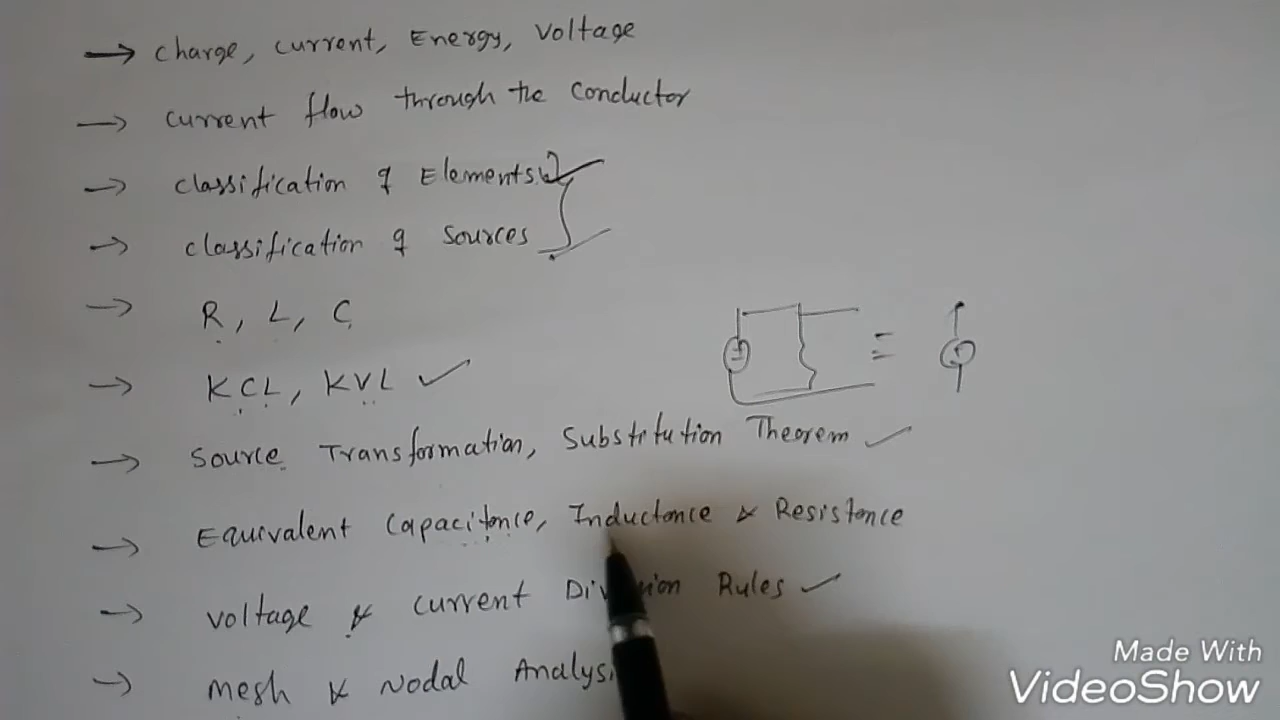 → Charge, Current, Energy, Voltage
→ Current flow through the Conductor
→ Classification of Elements
→ Classification of Sources
→ R, L, C
→ KCL, KVL ✓
→ Source Transformation, Substitution Theorem ✓
→ Equivalent Capacitance, Inductance & Resistance
→ Voltage & Current Division Rules ✓
→ Mesh & Nodal Analysi
Made With
VideoShow